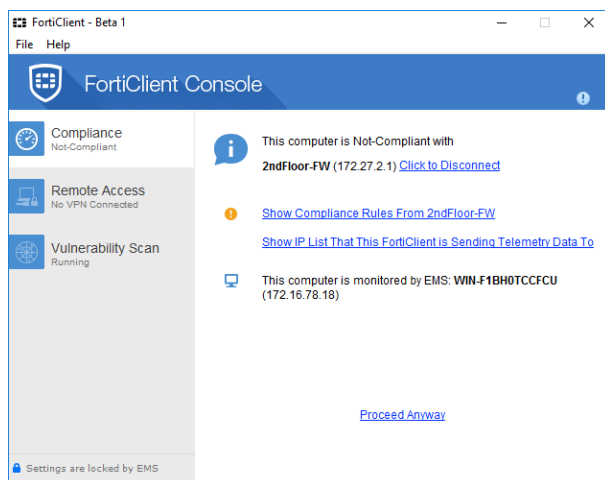 FortiClient - Beta 1
File Help
FortiClient Console
Compliance
Not-Compliant
Remote Access
No VPN Connected
Vulnerability Scan
Running
This computer is Not-Compliant with
2ndFloor-FW (172.27.2.1) Click to Disconnect
Show Compliance Rules From 2ndFloor-FW
Show IP List That This FortiClient is Sending Telemetry Data To
This computer is monitored by EMS: WIN-F1BH0TCCFCU
(172.16.78.18)
Proceed Anyway
Settings are locked by EMS